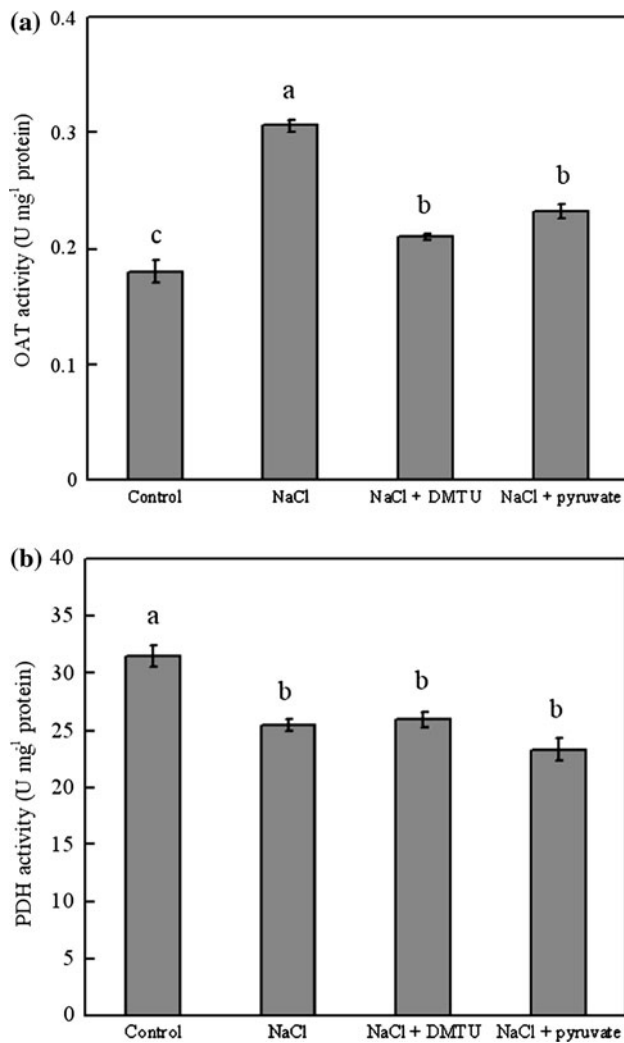 (a)
0.4
0.3
0.2
0.1
0
OAT activity (U mg⁻¹ protein)
c
a
b
b
Control NaCl NaCl + DMTU NaCl + pyruvate
(b)
40
35
30
25
20
15
10
5
0
PDH activity (U mg⁻¹ protein)
a
b
b
b
Control NaCl NaCl + DMTU NaCl + pyruvate